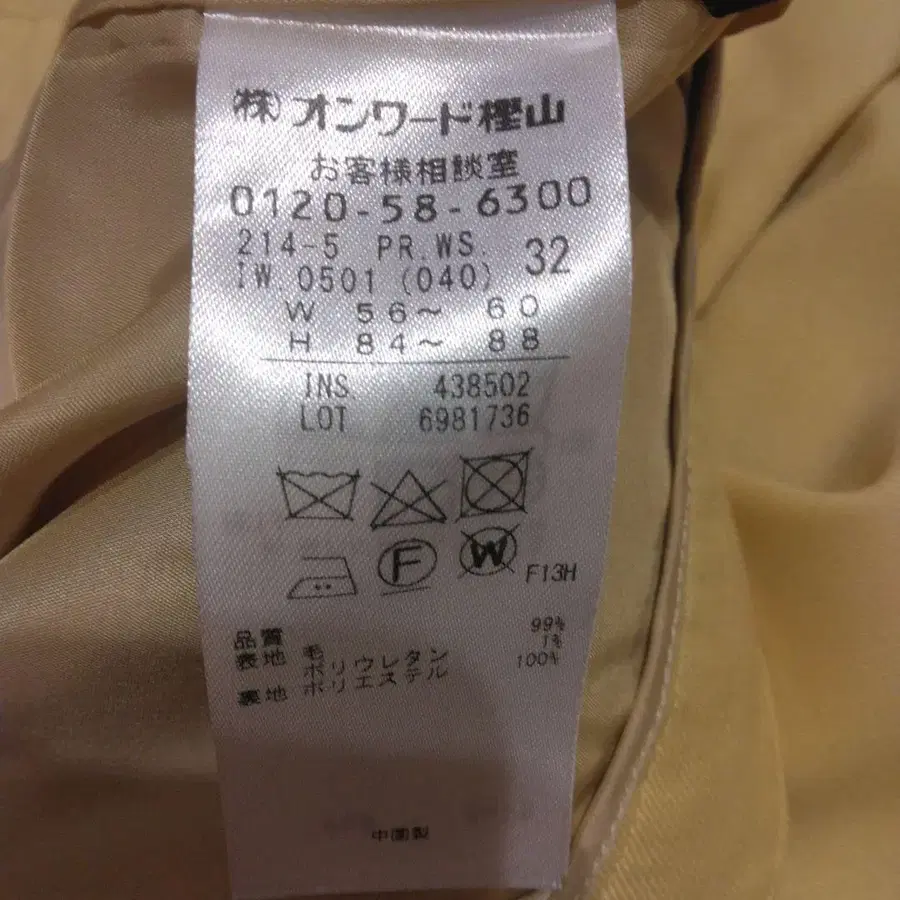 (株)オンワード樫山
お客様相談室
0120-58-6300
214-5 PR.WS. 32
IW.0501 (040)
W 56～ 60
H 84～ 88
INS. 438502
LOT 6981736
F W F13H
品質
表地 毛 99%
ポリウレタン 1%
裏地 ポリエステル 100%
中国製